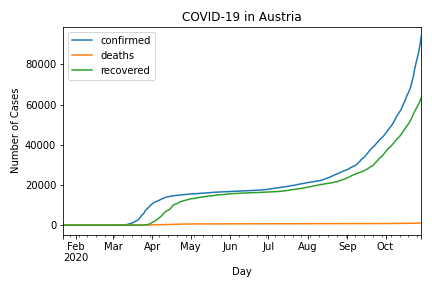 COVID-19 in Austria
confirmed
deaths
recovered
Number of Cases
80000
60000
40000
20000
0
Feb Mar Apr May Jun Jul Aug Sep Oct
2020
Day